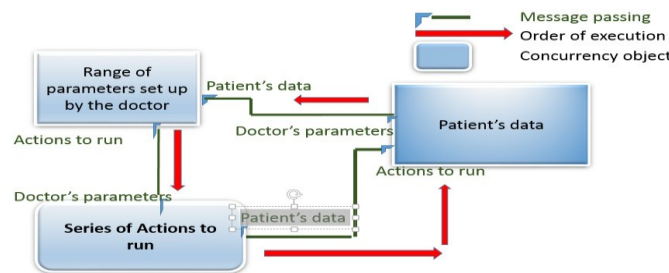 Message passing
Order of execution
Concurrency object
Range of
parameters set up
by the doctor
Patient's data
Doctor's parameters
Patient's data
Actions to run
Actions to run
Doctor's parameters
Series of Actions to
run
Patient's data